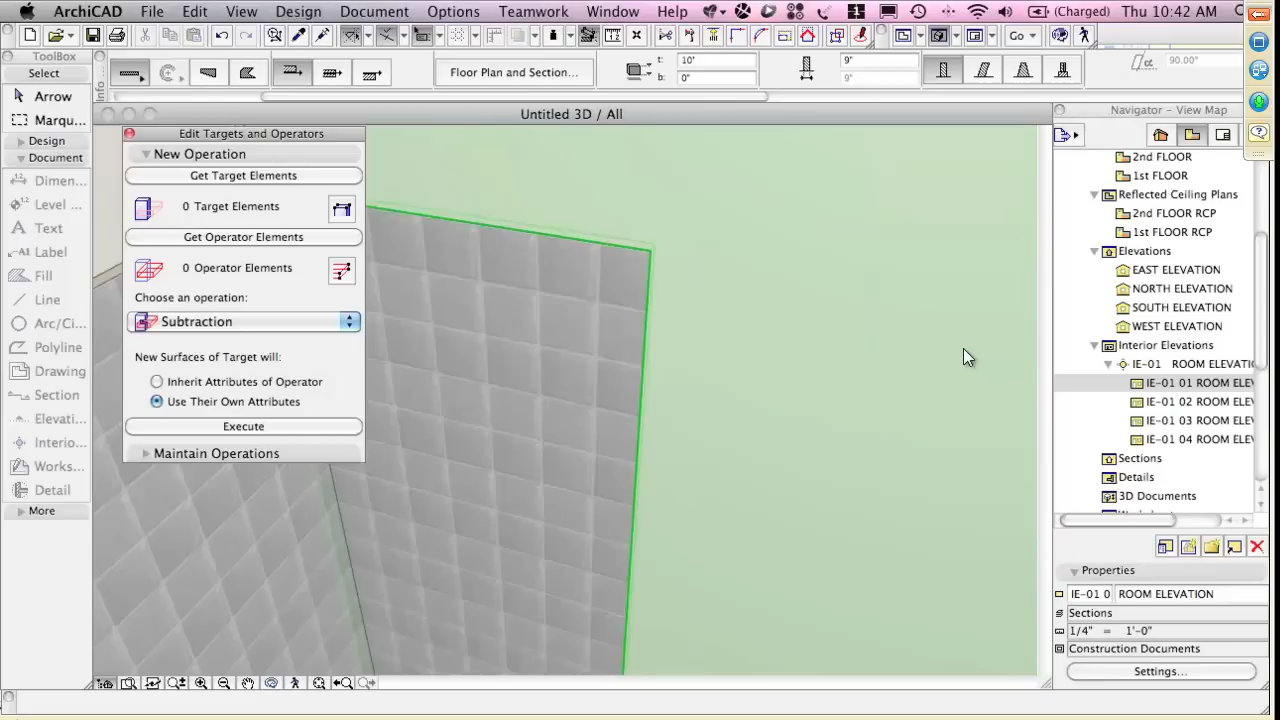 ArchiCAD File Edit View Design Document Options Teamwork Window Help (Charged) Thu 10:42 AM
Go
ToolBox
Select
Arrow
Marqu...
Design
Document
Dimen...
Level ...
Text
Label
Fill
Line
Arc/Ci...
Polyline
Drawing
Section
Elevati...
Interio...
Works...
Detail
More
Info
Floor Plan and Section...
t: 10'
b: 0"
9"
9"
α 90.00°
Untitled 3D / All
Edit Targets and Operators
New Operation
Get Target Elements
0 Target Elements
Get Operator Elements
0 Operator Elements
Choose an operation:
Subtraction
New Surfaces of Target will:
Inherit Attributes of Operator
Use Their Own Attributes
Execute
Maintain Operations
Navigator - View Map
2nd FLOOR
1st FLOOR
Reflected Ceiling Plans
2nd FLOOR RCP
1st FLOOR RCP
Elevations
EAST ELEVATION
NORTH ELEVATION
SOUTH ELEVATION
WEST ELEVATION
Interior Elevations
IE-01 ROOM ELEVATIO
IE-01 01 ROOM ELEV
IE-01 02 ROOM ELEV
IE-01 03 ROOM ELEV
IE-01 04 ROOM ELEV
Sections
Details
3D Documents
Properties
IE-01 0 ROOM ELEVATION
Sections
1/4" = 1'-0"
Construction Documents
Settings...